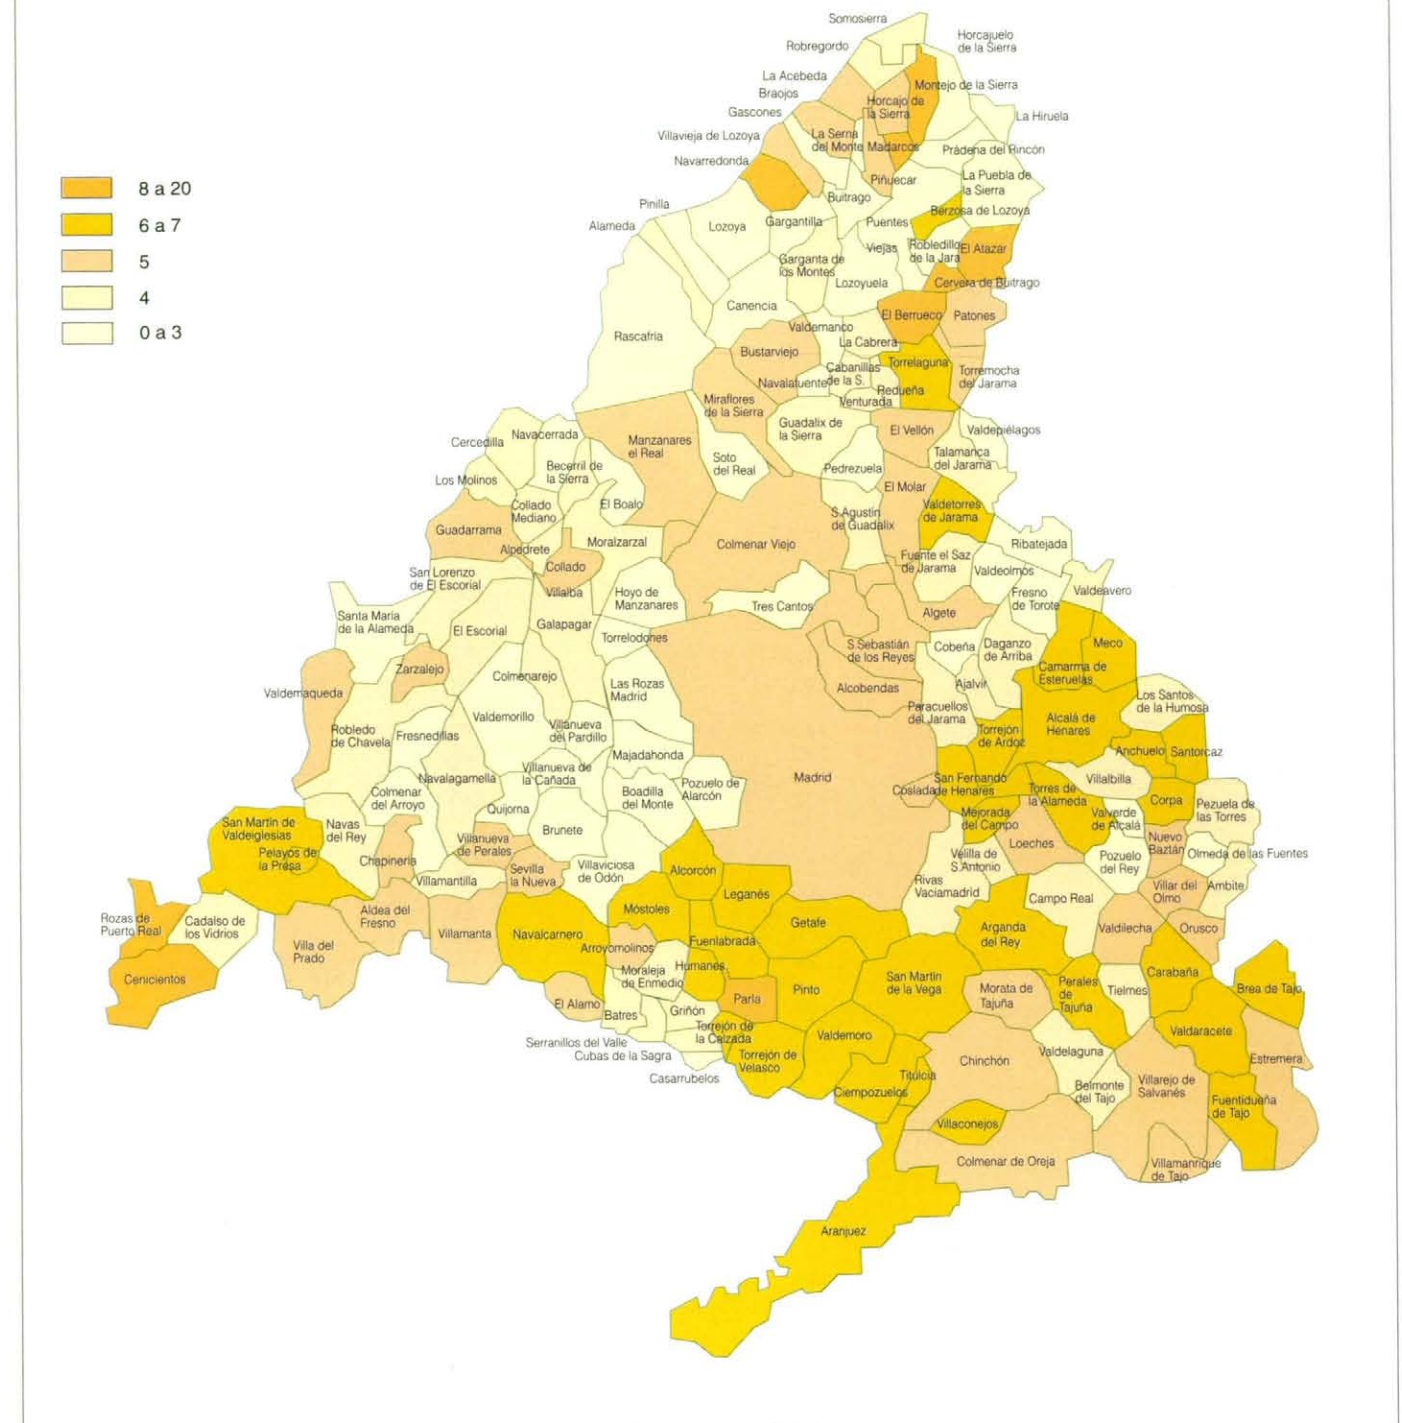 Somosierra
Horcajuelo
de la Sierra
Robregordo
La Acebeda
Montejo de la Sierra
Braojos
Horcajo de
la Sierra
Gascones
La Hiruela
Villavieja de Lozoya
La Serna
del Monte
Madarcos
Prádena del Rincón
Navarredonda
Piñuecar
La Puebla de
la Sierra
8 a 20
6 a 7
5
4
0 a 3
Pinilla
Buitrago
Berzosa de Lozoya
Alameda
Lozoya
Gargantilla
Puentes
Viejas
Robledillo
de la Jara
El Atazar
Garganta de
los Montes
Lozoyuela
Cervera de Buitrago
Canencia
El Berrueco
Patones
Rascafria
Valdemanco
La Cabrera
Bustarviejo
Torrelaguna
Cabanillas
de la S.
Torremocha
del Jarama
Navalafuente
Redueña
Venturada
Miraflores
de la Sierra
Guadalix de
la Sierra
El Vellón
Valdepiélagos
Cercedilla
Navacerrada
Manzanares
el Real
Soto
del Real
Talamanca
del Jarama
Pedrezuela
Los Molinos
Becerril de
la Sierra
El Molar
Collado
Mediano
El Boalo
Valdetorres
de Jarama
S.Agustín
de Guadalix
Guadarrama
Moralzarzal
Colmenar Viejo
Ribatejada
Alpedrete
Collado
Villalba
Fuente el Saz
de Jarama
Valdeolmos
San Lorenzo
de El Escorial
Hoyo de
Manzanares
Tres Cantos
Fresno
de Torote
Valdeavero
Santa Maria
de la Alameda
El Escorial
Galapagar
Algete
Torrelodones
S.Sebastián
de los Reyes
Cobeña
Daganzo
de Arriba
Meco
Zarzalejo
Colmenarejo
Camarma de
Esteruelas
Valdemaqueda
Las Rozas
Madrid
Alcobendas
Ajalvir
Los Santos
de la Humosa
Robledo
de Chavela
Fresnedillas
Valdemorillo
Villanueva
del Pardillo
Paracuellos
del Jarama
Alcalá de
Henares
Torrejón
de Ardoz
Majadahonda
Anchuelo
Santorcaz
Navalagamella
Villanueva de
la Cañada
Madrid
San Fernando
de Henares
Coslada
Villalbilla
Colmenar
del Arroyo
Boadilla
del Monte
Pozuelo de
Alarcón
Torres de
la Alameda
Corpa
Pezuela de
las Torres
Quijorna
Mejorada
del Campo
Valverde
de Alcalá
San Martin de
Valdeiglesias
Navas
del Rey
Brunete
Loeches
Nuevo
Baztán
Pelayos de
la Presa
Villanueva
de Perales
Velilla de
S.Antonio
Pozuelo
del Rey
Olmeda de las Fuentes
Chapineria
Sevilla
la Nueva
Villaviciosa
de Odón
Alcorcón
Villamantilla
Rivas
Vaciamadrid
Villar del
Olmo
Ambite
Leganés
Campo Real
Rozas de
Puerto Real
Cadalso de
los Vidrios
Aldea del
Fresno
Móstoles
Getafe
Arganda
del Rey
Valdilecha
Orusco
Villa del
Prado
Villamanta
Navalcarnero
Arroyomolinos
Fuenlabrada
Cenicientos
Moraleja
de Enmedio
Humanes
San Martin
de la Vega
Carabaña
Brea de Tajo
El Alamo
Parla
Pinto
Morata de
Tajuña
Perales
de
Tajuña
Tielmes
Batres
Griñón
Torrejón de
la Calzada
Valdemoro
Valdaracete
Serranillos del Valle
Cubas de la Sagra
Torrejón de
Velasco
Chinchón
Valdelaguna
Estremera
Casarrubelos
Titulcia
Ciempozuelos
Belmonte
del Tajo
Villarejo de
Salvanés
Fuentidueña
de Tajo
Villaconejos
Colmenar de Oreja
Villamanrique
de Tajo
Aranjuez